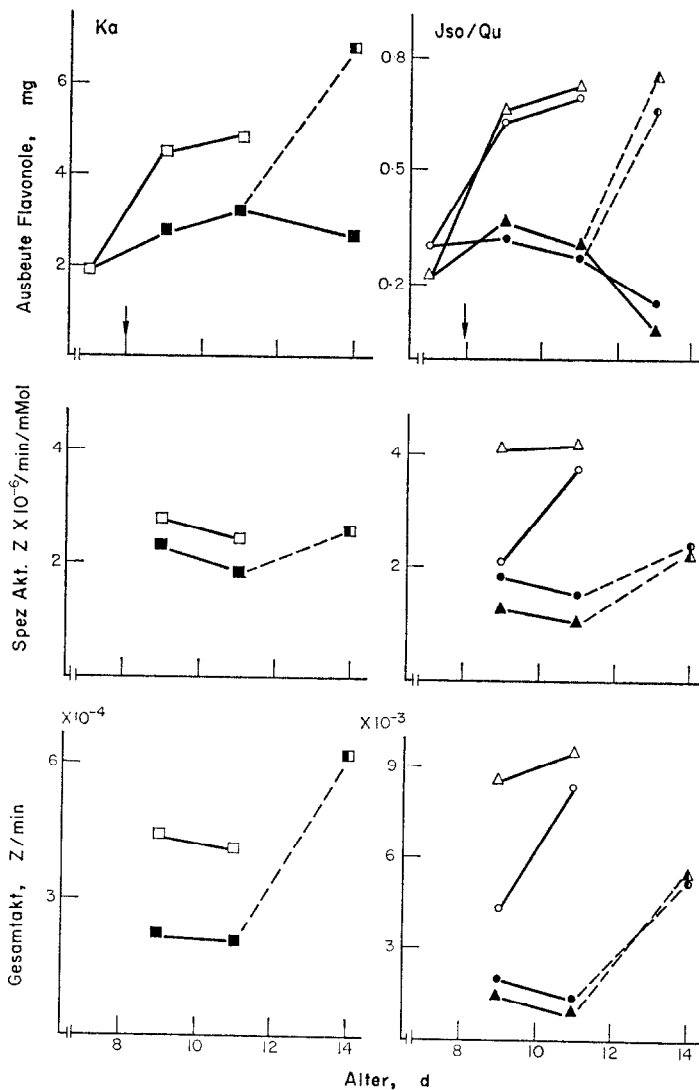 Ka
Jso/Qu
Ausbeute Flavonole, mg
6
4
2
0·8
0·5
0·2
Spez Akt. Z X 10⁻⁶/min/mMol
4
2
4
2
Gesamtakt, Z/min
X10⁻⁴
6
3
X10⁻³
9
6
3
8 10 12 14
8 10 12 14
Alter, d